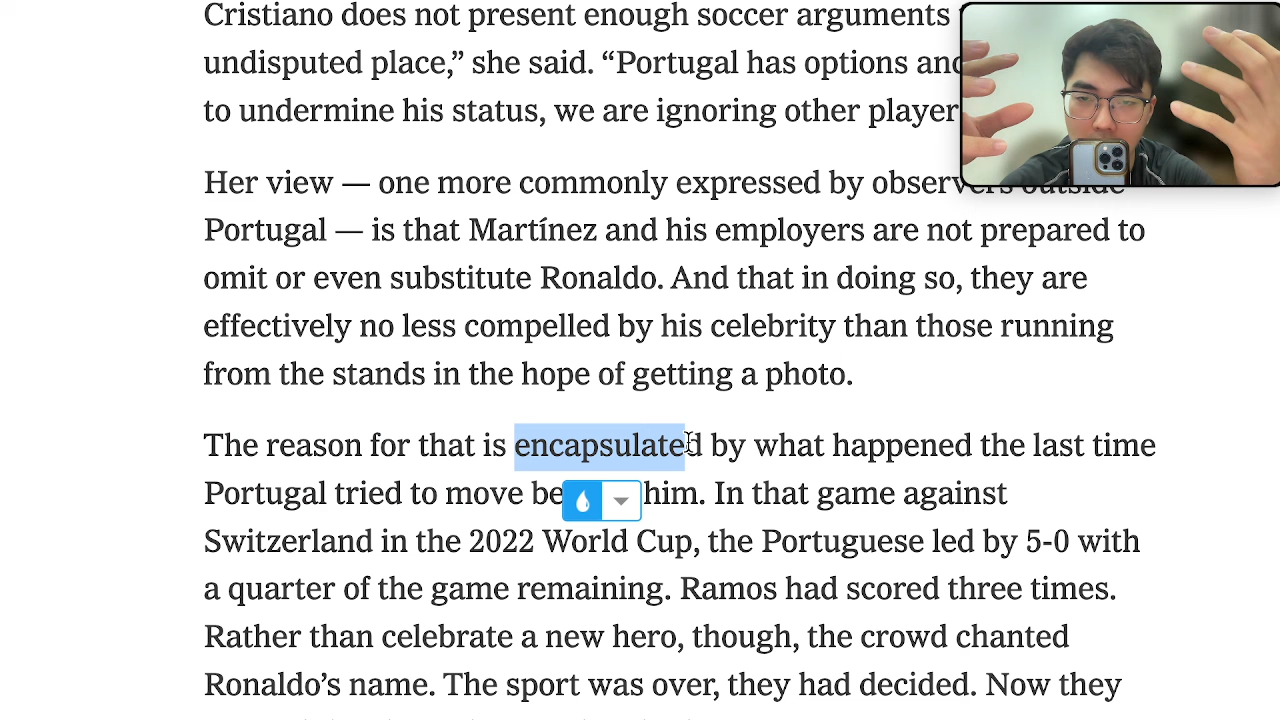 Cristiano does not present enough soccer arguments
undisputed place,” she said. “Portugal has options and
to undermine his status, we are ignoring other player
Her view — one more commonly expressed by observers outside
Portugal — is that Martínez and his employers are not prepared to
omit or even substitute Ronaldo. And that in doing so, they are
effectively no less compelled by his celebrity than those running
from the stands in the hope of getting a photo.
The reason for that is encapsulated by what happened the last time
Portugal tried to move be him. In that game against
Switzerland in the 2022 World Cup, the Portuguese led by 5-0 with
a quarter of the game remaining. Ramos had scored three times.
Rather than celebrate a new hero, though, the crowd chanted
Ronaldo’s name. The sport was over, they had decided. Now they